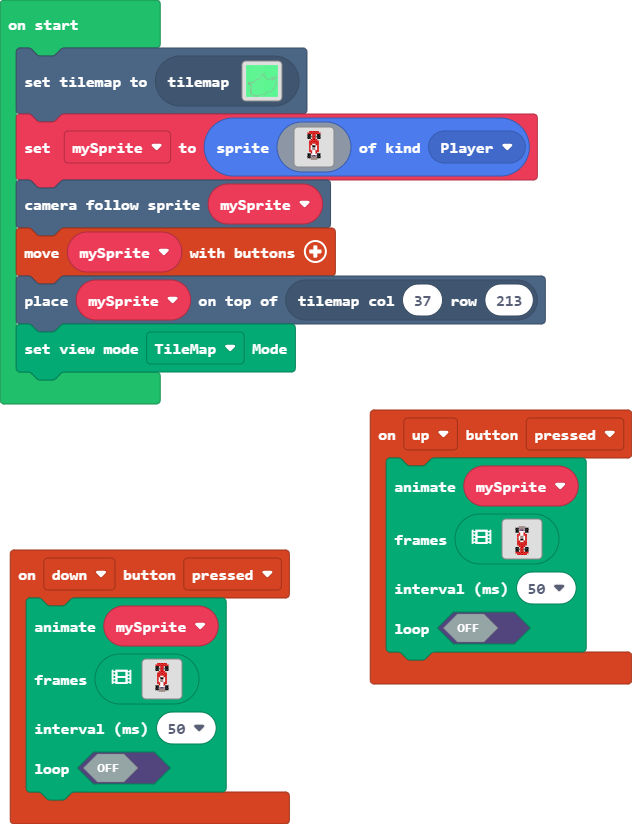 on start
set tilemap to tilemap
set mySprite to sprite of kind Player
camera follow sprite mySprite
move mySprite with buttons
place mySprite on top of tilemap col 37 row 213
set view mode TileMap Mode
on up button pressed
animate mySprite
frames
interval (ms) 50
loop OFF
on down button pressed
animate mySprite
frames
interval (ms) 50
loop OFF